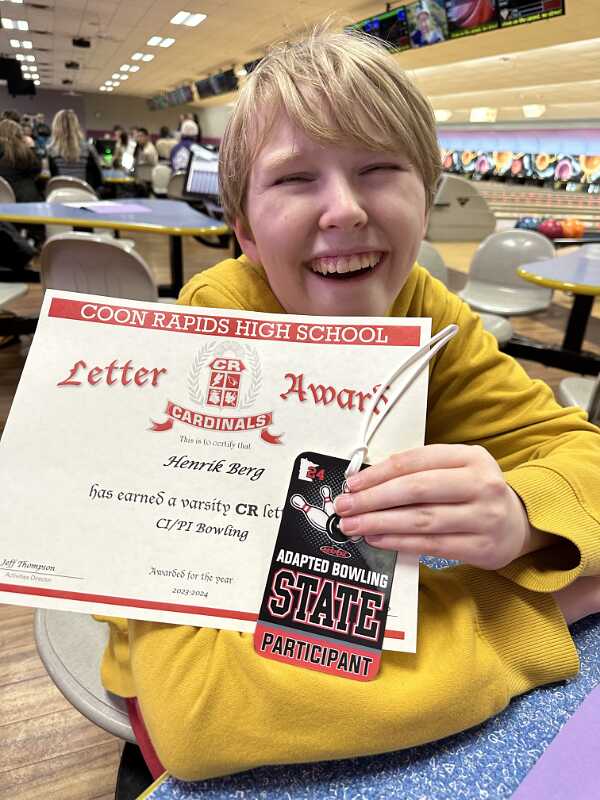 COON RAPIDS HIGH SCHOOL
Letter Award
CR
CARDINALS
This is to certify that
Henrik Berg
has earned a varsity CR
CI/PI Bowling
Jeff Thompson
Activities Director
Awarded for the year
2023-2024
24
ADAPTED BOWLING
STATE
PARTICIPANT